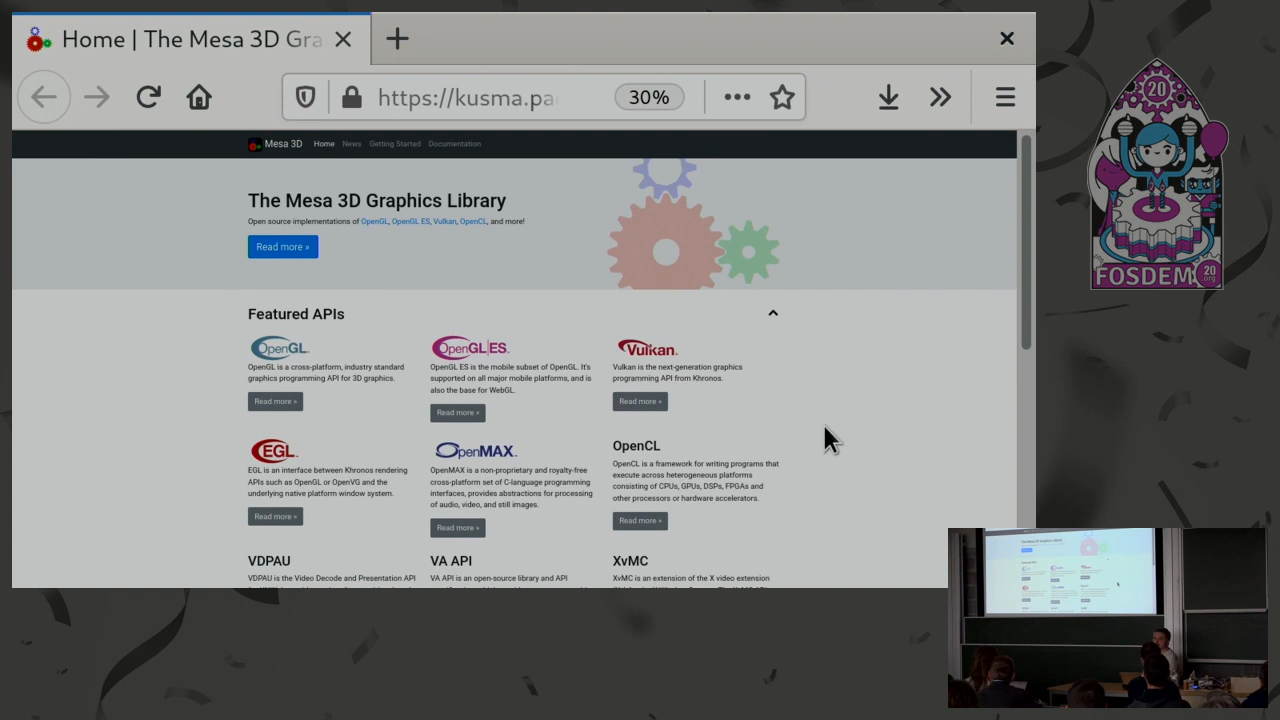 Home | The Mesa 3D Gra
https://kusma.pa
30%
Mesa 3D Home News Getting Started Documentation
The Mesa 3D Graphics Library
Open source implementations of OpenGL, OpenGL ES, Vulkan, OpenCL, and more!
Read more »
Featured APIs
OpenGL.
OpenGL is a cross-platform, industry standard
graphics programming API for 3D graphics.
Read more »
OpenGL|ES.
OpenGL ES is the mobile subset of OpenGL. It's
supported on all major mobile platforms, and is
also the base for WebGL.
Read more »
Vulkan.
Vulkan is the next-generation graphics
programming API from Khronos.
Read more »
EGL.
EGL is an interface between Khronos rendering
APIs such as OpenGL or OpenVG and the
underlying native platform window system.
Read more »
OpenMAX.
OpenMAX is a non-proprietary and royalty-free
cross-platform set of C-language programming
interfaces, provides abstractions for processing
of audio, video, and still images.
Read more »
OpenCL
OpenCL is a framework for writing programs that
execute across heterogeneous platforms
consisting of CPUs, GPUs, DSPs, FPGAs and
other processors or hardware accelerators.
Read more »
VDPAU
VDPAU is the Video Decode and Presentation API
VA API
VA API is an open-source library and API
XvMC
XvMC is an extension of the X video extension
20
FOSDEM
20
.org